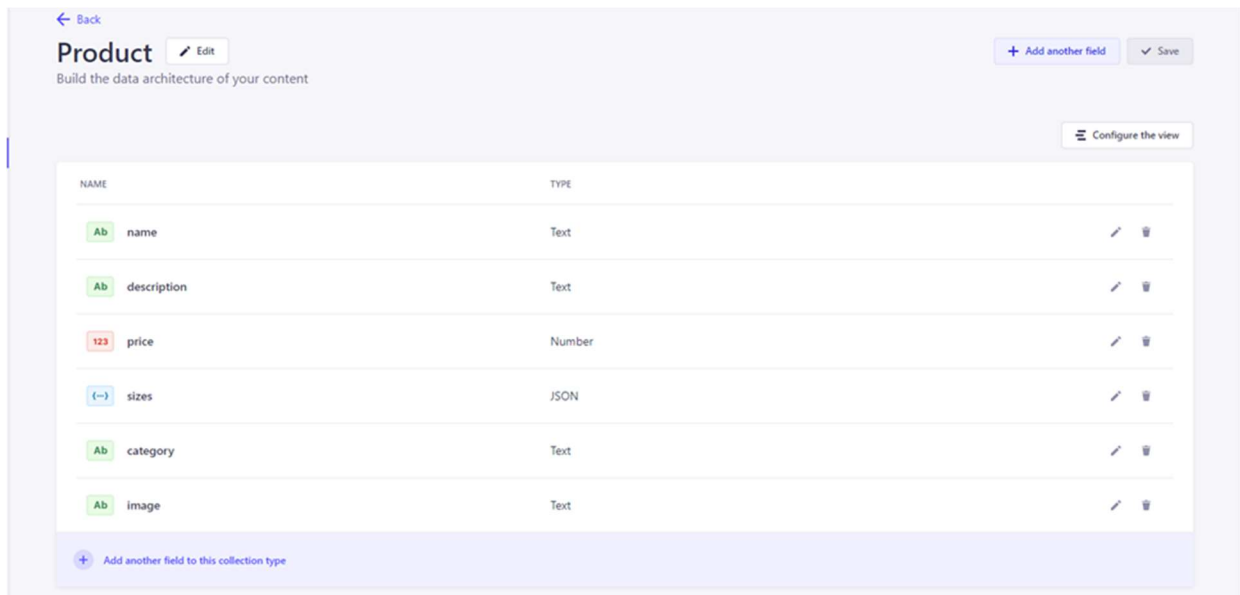 Back
Product Edit + Add another field Save
Build the data architecture of your content
Configure the view
NAME TYPE
Ab name Text
Ab description Text
123 price Number
{···} sizes JSON
Ab category Text
Ab image Text
+ Add another field to this collection type